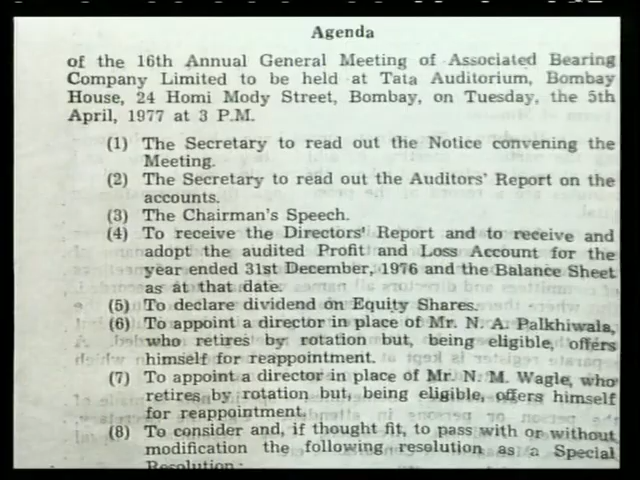 Agenda
of the 16th Annual General Meeting of Associated Bearing
Company Limited to be held at Tata Auditorium, Bombay
House, 24 Homi Mody Street, Bombay, on Tuesday, the 5th
April, 1977 at 3 P.M.
(1) The Secretary to read out the Notice convening the
Meeting.
(2) The Secretary to read out the Auditors' Report on the
accounts.
(3) The Chairman's Speech.
(4) To receive the Directors' Report and to receive and
adopt the audited Profit and Loss Account for the
year ended 31st December, 1976 and the Balance Sheet
as at that date.
(5) To declare dividend on Equity Shares.
(6) To appoint a director in place of Mr. N. A. Palkhiwala,
who retires by rotation but, being eligible, offers
himself for reappointment.
(7) To appoint a director in place of Mr. N. M. Wagle, who
retires by rotation but, being eligible, offers himself
for reappointment.
(8) To consider and, if thought fit, to pass with or without
modification the following resolution as a Special
Resolution: